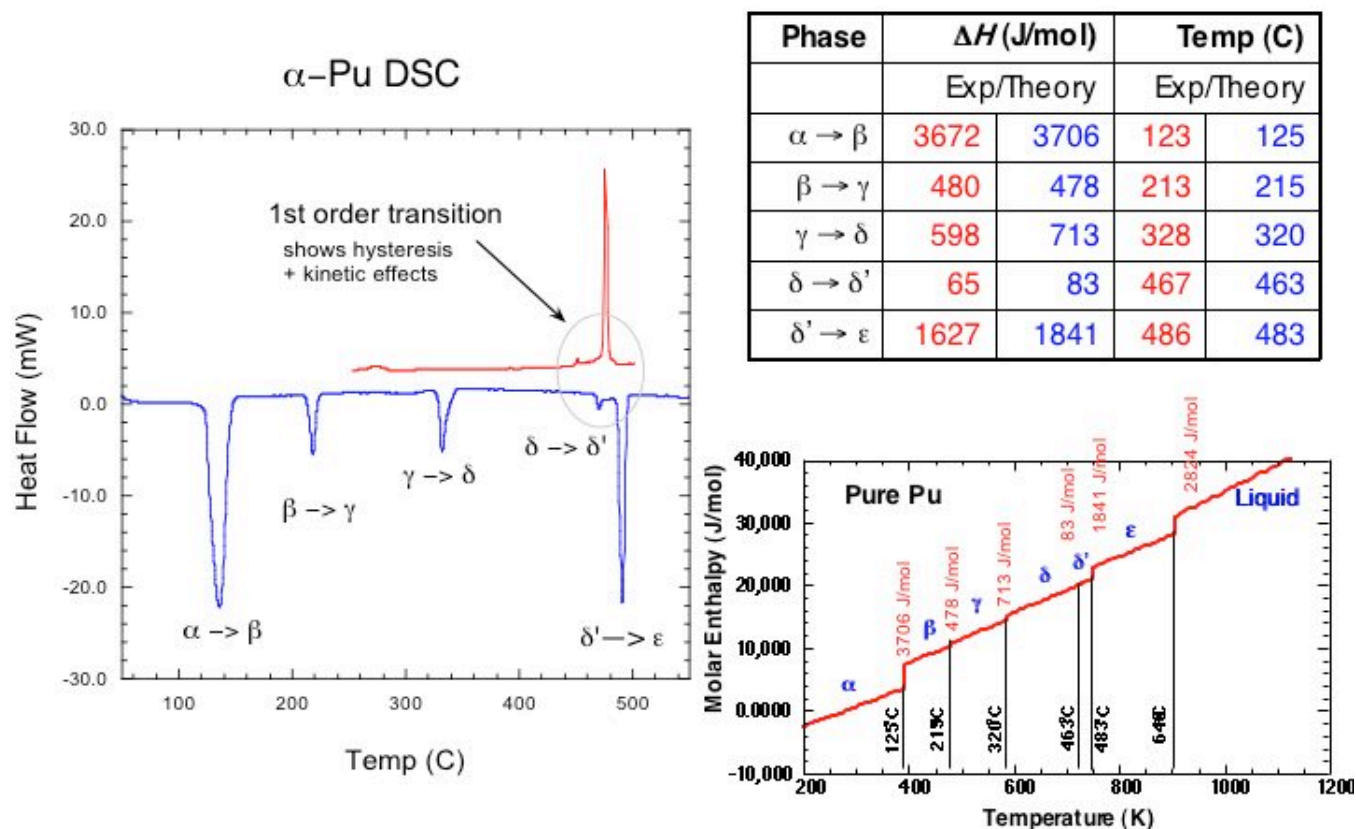 α–Pu DSC
30.0
20.0
10.0
0.0
-10.0
-20.0
-30.0
Heat Flow (mW)
1st order transition
shows hysteresis
+ kinetic effects
α -> β
β -> γ
γ -> δ
δ -> δ'
δ'—> ε
100
200
300
400
500
Temp (C)
Phase ΔH (J/mol) Temp (C)
Exp/Theory Exp/Theory
α → β 3672 3706 123 125
β → γ 480 478 213 215
γ → δ 598 713 328 320
δ → δ' 65 83 467 463
δ' → ε 1627 1841 486 483
40,000
30,000
20,000
10,000
0.0000
-10,000
Molar Enthalpy (J/mol)
Pure Pu
α
β
γ
δ
δ'
ε
Liquid
3706 J/mol
478 J/mol
713 J/mol
83 J/mol
1841 J/mol
2824 J/mol
125°C
215°C
320°C
463°C
483°C
200
400
600
800
1000
1200
Temperature (K)